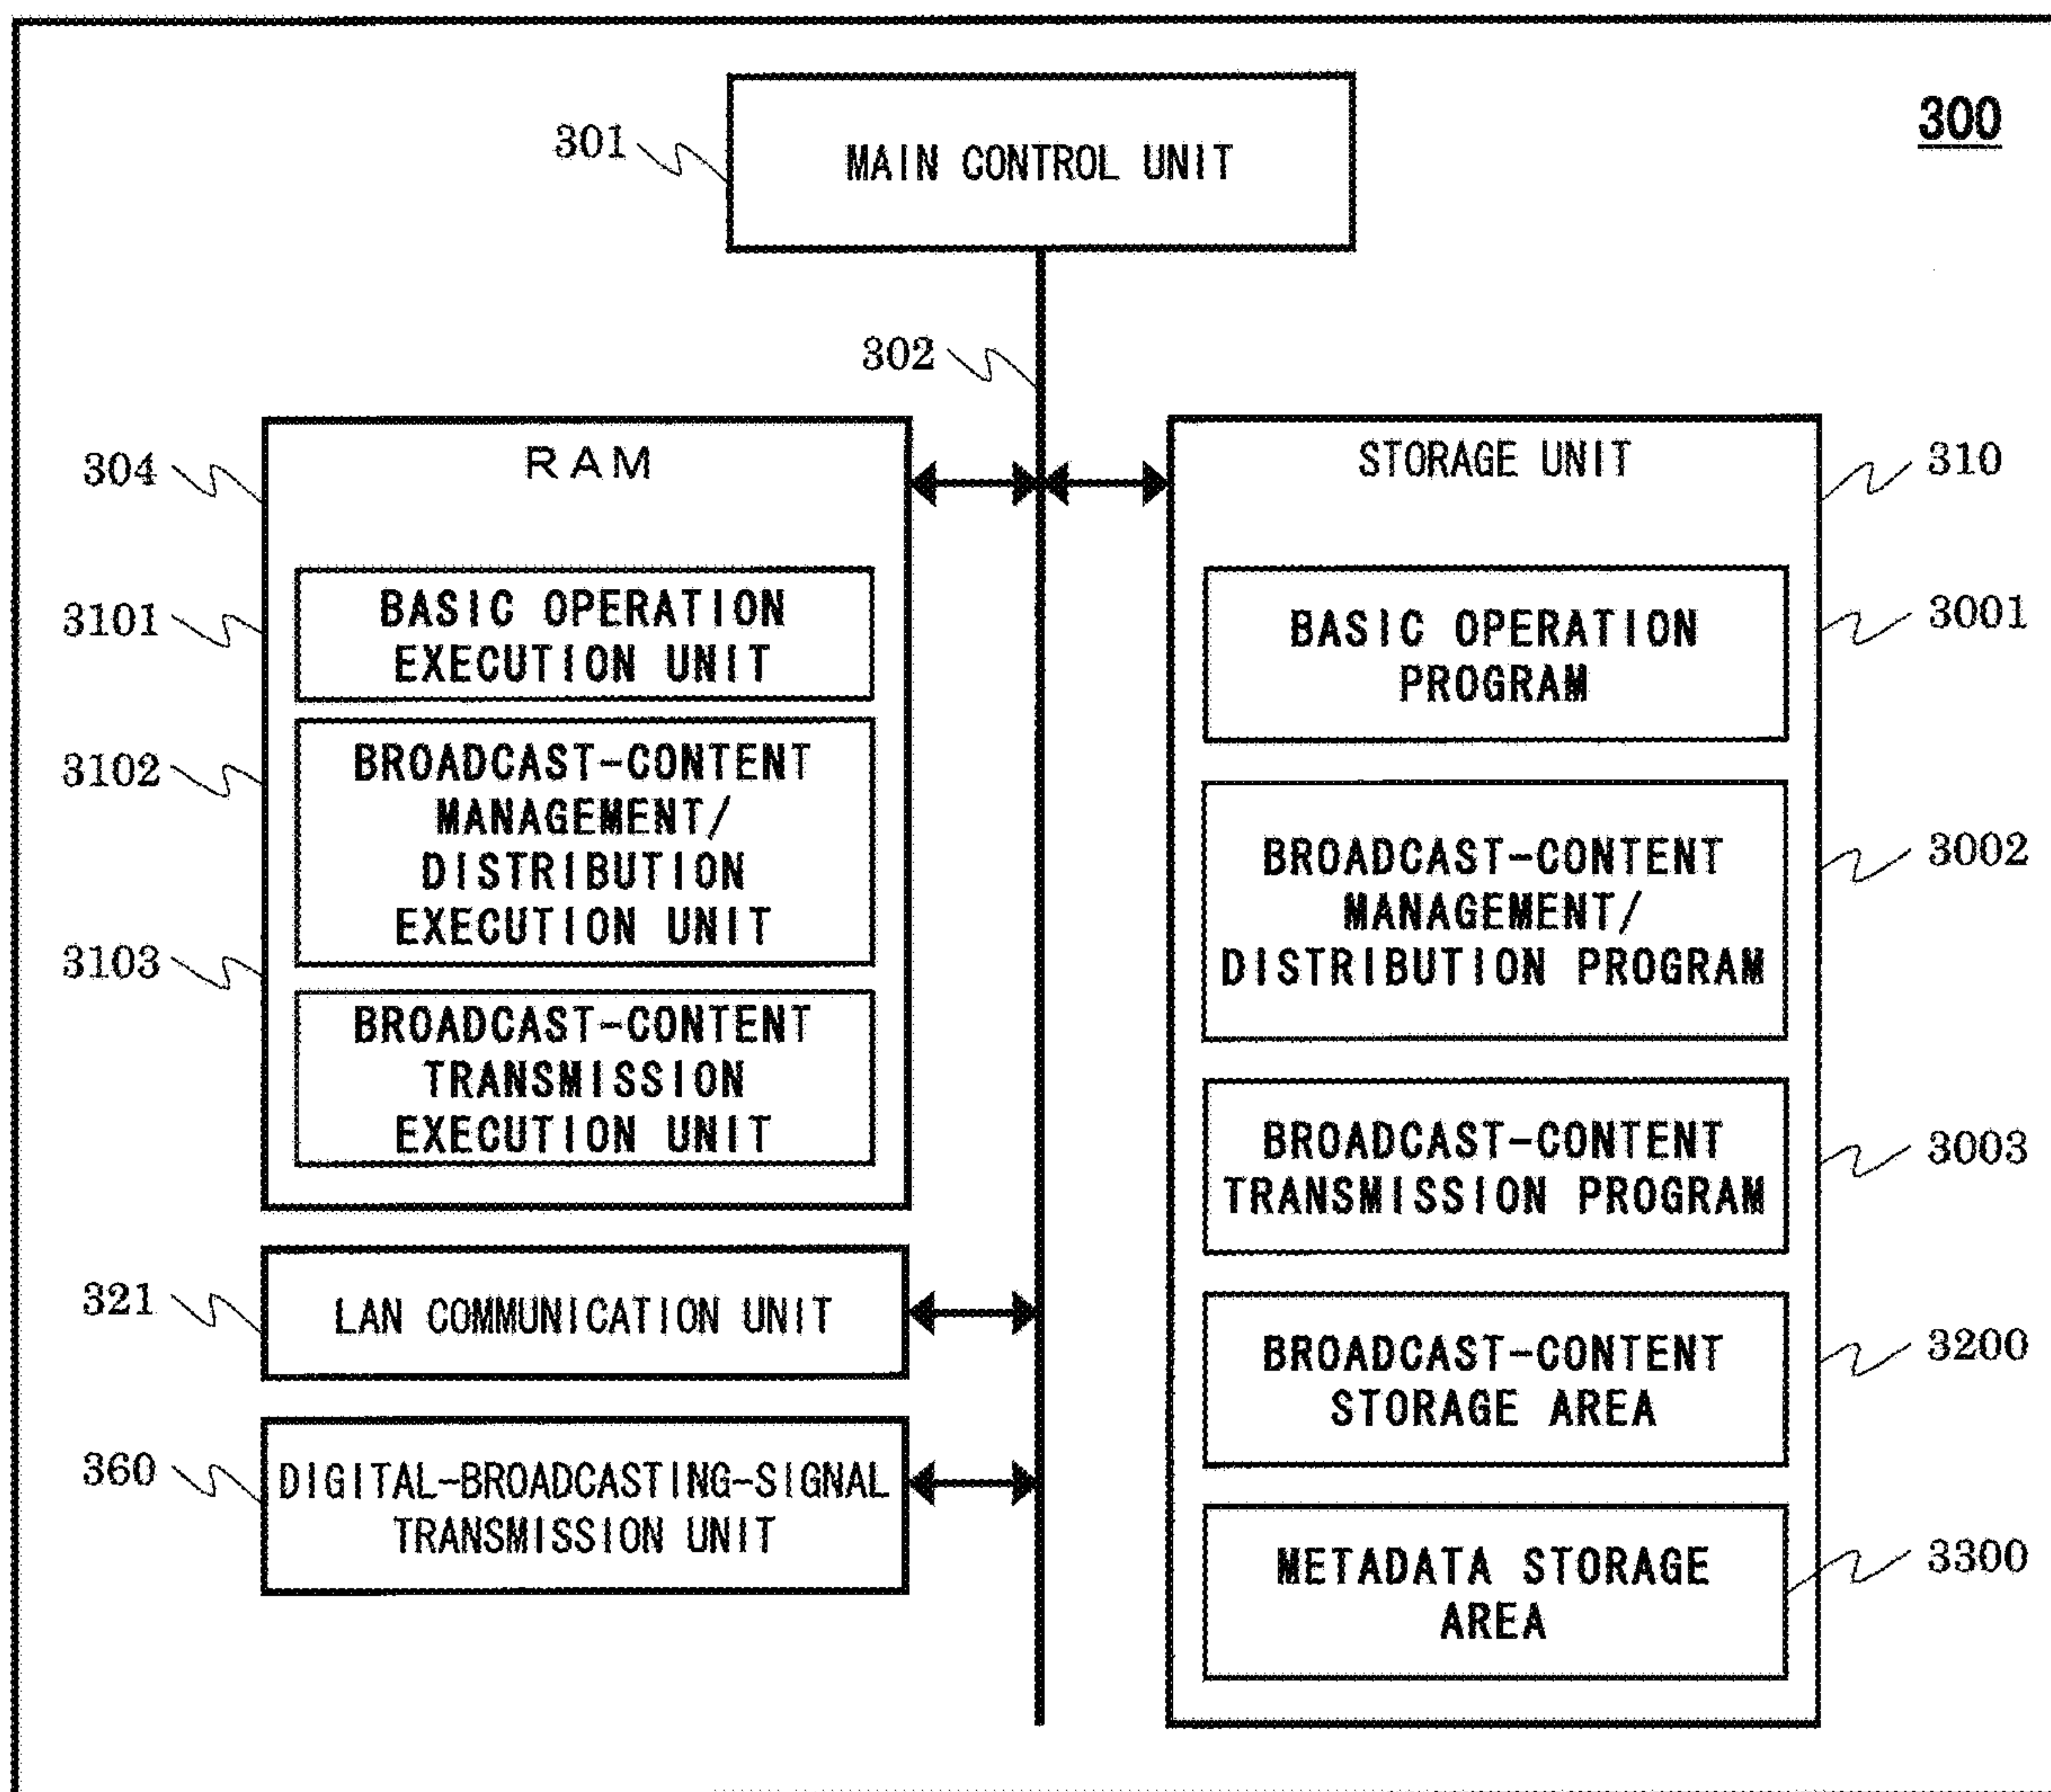 300
301
MAIN CONTROL UNIT
302
304
RAM
3101
BASIC OPERATION
EXECUTION UNIT
3102
BROADCAST-CONTENT
MANAGEMENT/
DISTRIBUTION
EXECUTION UNIT
3103
BROADCAST-CONTENT
TRANSMISSION
EXECUTION UNIT
321
LAN COMMUNICATION UNIT
360
DIGITAL-BROADCASTING-SIGNAL
TRANSMISSION UNIT
STORAGE UNIT
310
BASIC OPERATION
PROGRAM
3001
BROADCAST-CONTENT
MANAGEMENT/
DISTRIBUTION PROGRAM
3002
BROADCAST-CONTENT
TRANSMISSION PROGRAM
3003
BROADCAST-CONTENT
STORAGE AREA
3200
METADATA STORAGE
AREA
3300